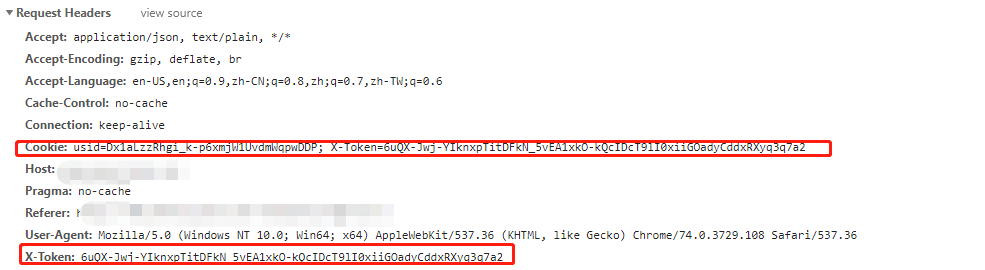 Request Headers view source
Accept: application/json, text/plain, */*
Accept-Encoding: gzip, deflate, br
Accept-Language: en-US,en;q=0.9,zh-CN;q=0.8,zh;q=0.7,zh-TW;q=0.6
Cache-Control: no-cache
Connection: keep-alive
Cookie: usid=Dx1aLzzRhgi_k-p6xmjW1UvdmWqpwDDP; X-Token=6uQX-Jwj-YIknxpTitDFkN_5vEA1xkO-kQcIDcT9lI0xiiGOadyCddxRXyq3q7a2
Host:
Pragma: no-cache
Referer: h
User-Agent: Mozilla/5.0 (Windows NT 10.0; Win64; x64) AppleWebKit/537.36 (KHTML, like Gecko) Chrome/74.0.3729.108 Safari/537.36
X-Token: 6uQX-Jwj-YIknxpTitDFkN_5vEA1xkO-kQcIDcT9lI0xiiGOadyCddxRXyq3q7a2